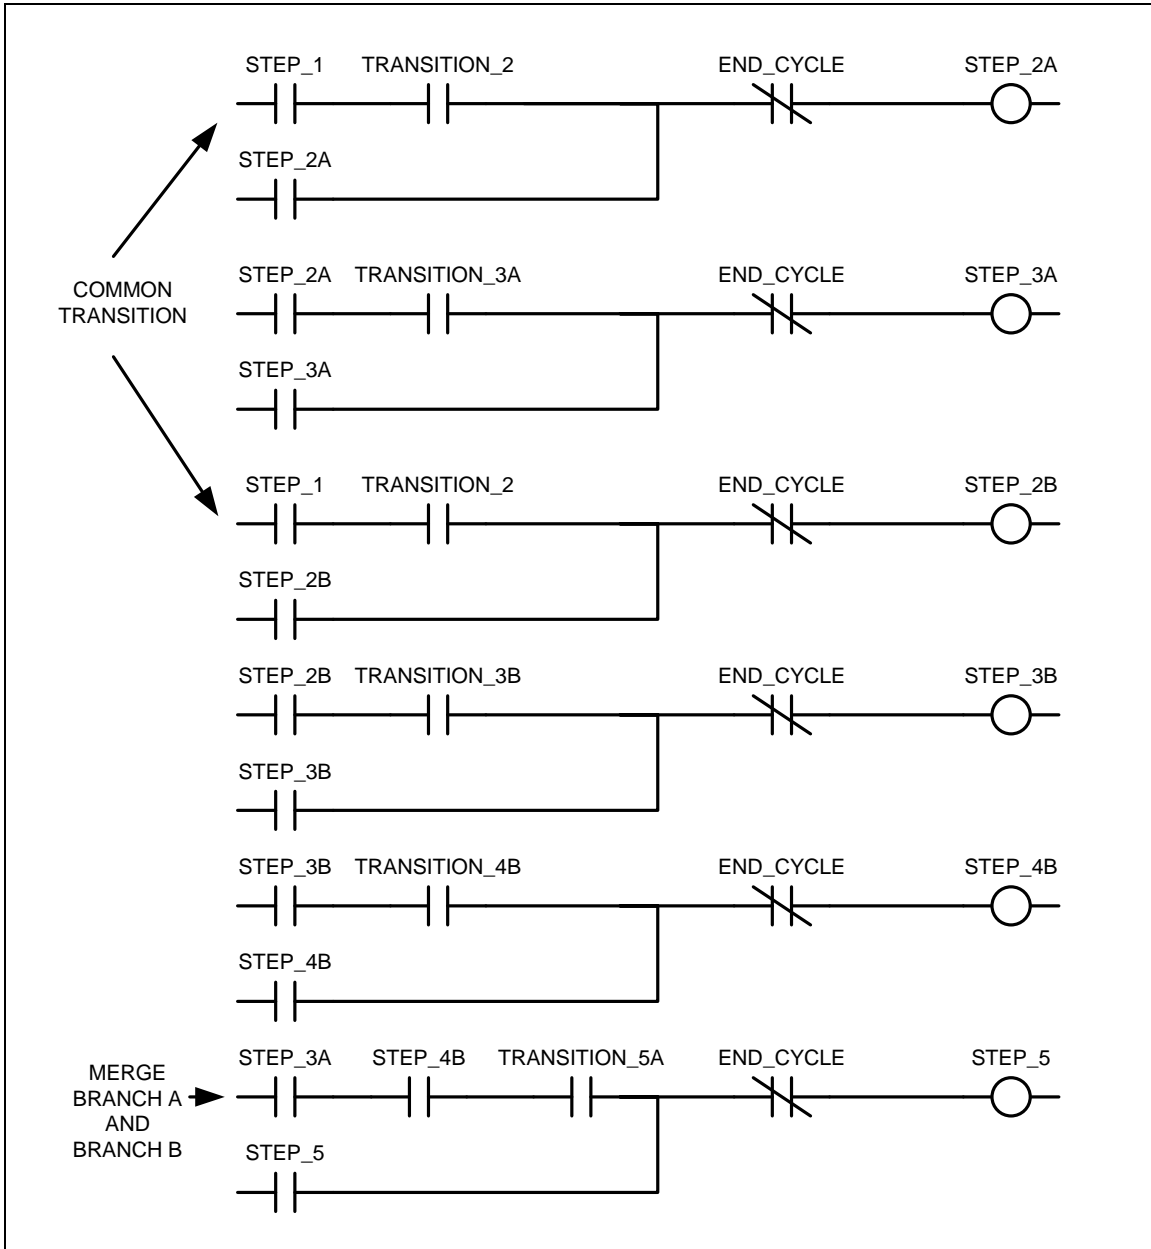 STEP_1 TRANSITION_2 END_CYCLE STEP_2A
STEP_2A
COMMON
TRANSITION
STEP_2A TRANSITION_3A END_CYCLE STEP_3A
STEP_3A
STEP_1 TRANSITION_2 END_CYCLE STEP_2B
STEP_2B
STEP_2B TRANSITION_3B END_CYCLE STEP_3B
STEP_3B
STEP_3B TRANSITION_4B END_CYCLE STEP_4B
STEP_4B
MERGE
BRANCH A
AND
BRANCH B
STEP_3A STEP_4B TRANSITION_5A END_CYCLE STEP_5
STEP_5